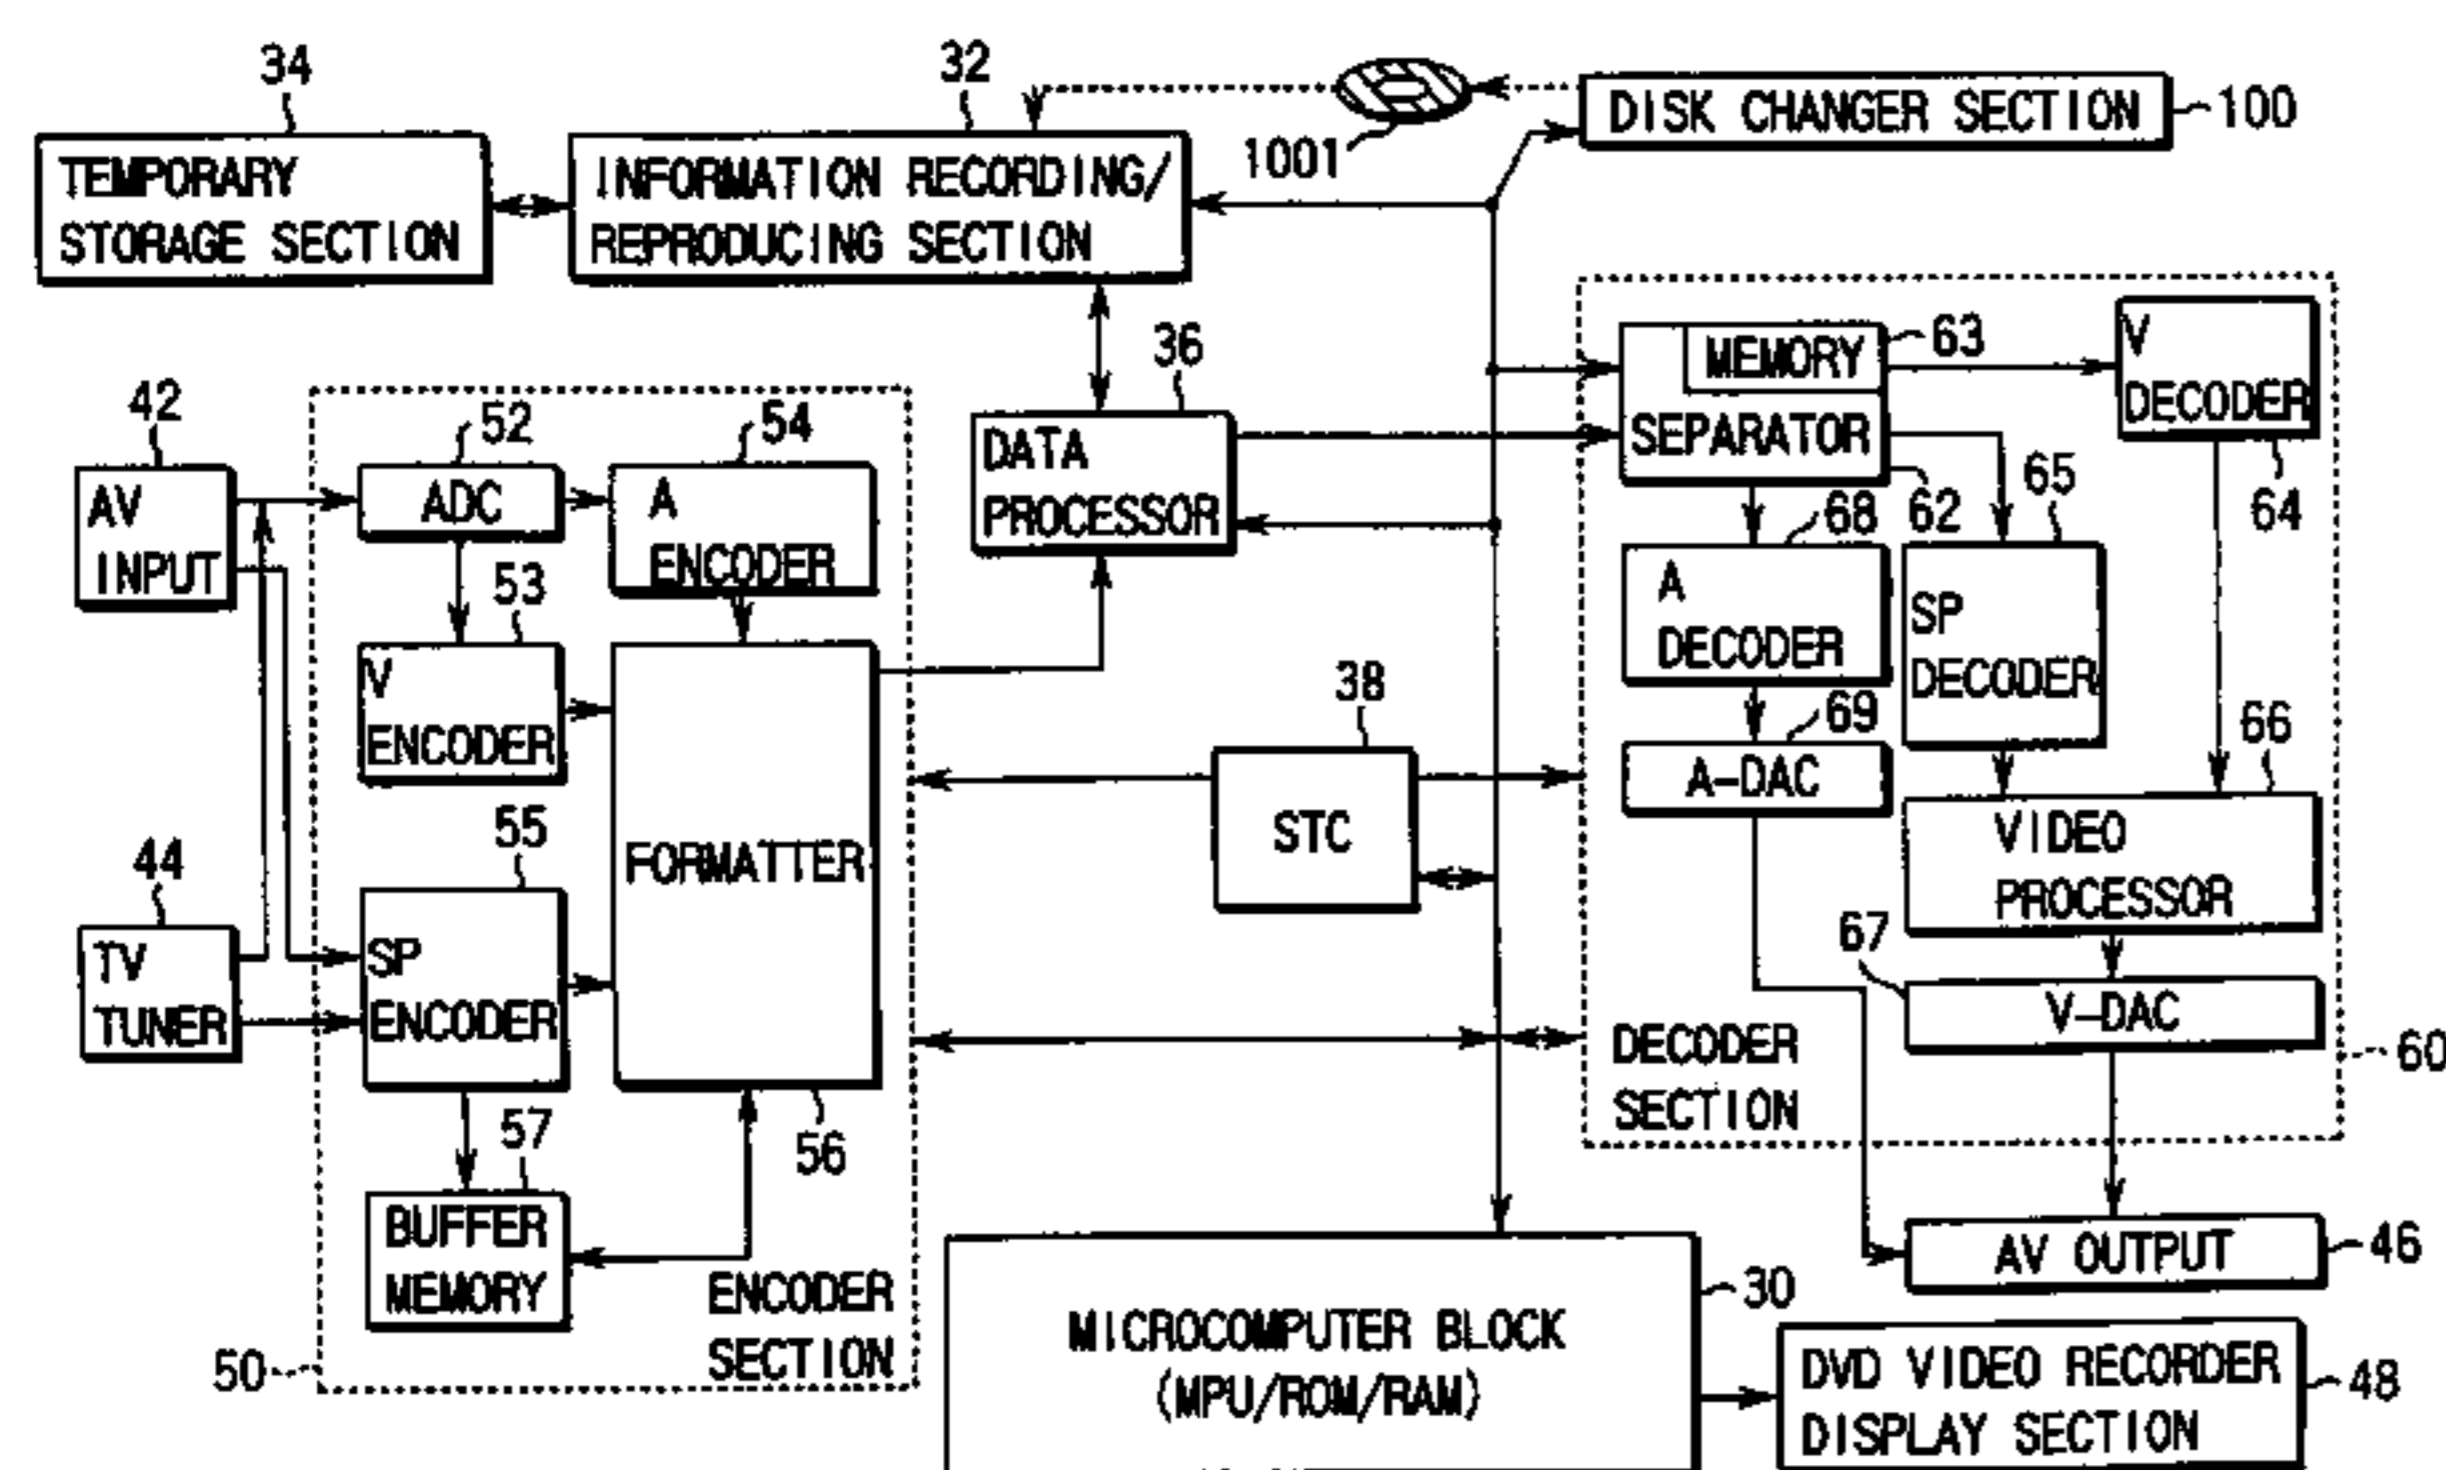 34
32
1001
DISK CHANGER SECTION
100
TEMPORARY
STORAGE SECTION
INFORMATION RECORDING/
REPRODUCING SECTION
36
DATA
PROCESSOR
42
AV
INPUT
44
TV
TUNER
52
ADC
54
A
ENCODER
53
V
ENCODER
55
SP
ENCODER
FORMATTER
56
57
BUFFER
MEMORY
ENCODER
SECTION
50
38
STC
MEMORY
63
SEPARATOR
62
V
DECODER
64
65
SP
DECODER
68
A
DECODER
69
A-DAC
66
VIDEO
PROCESSOR
67
V-DAC
DECODER
SECTION
60
AV OUTPUT
46
MICROCOMPUTER BLOCK
(MPU/ROM/RAM)
30
DVD VIDEO RECORDER
DISPLAY SECTION
48